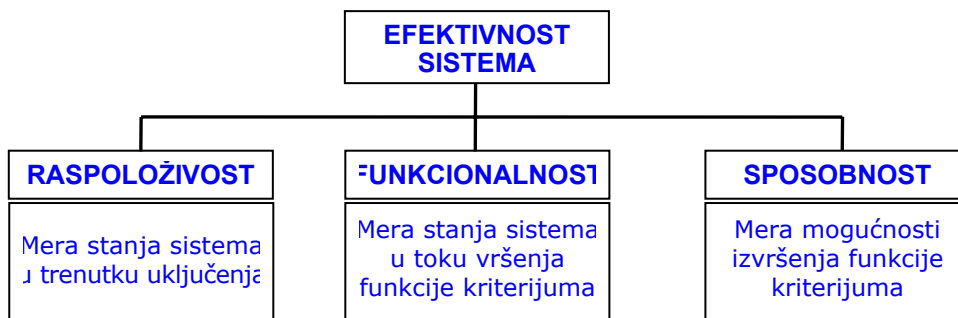 EFEKTIVNOST
SISTEMA
RASPOLOŽIVOST
FUNKCIONALNOST
SPOSOBNOST
Mera stanja sistema
u trenutku uključenja
Mera stanja sistema
u toku vršenja
funkcije kriterijuma
Mera mogućnosti
izvršenja funkcije
kriterijuma